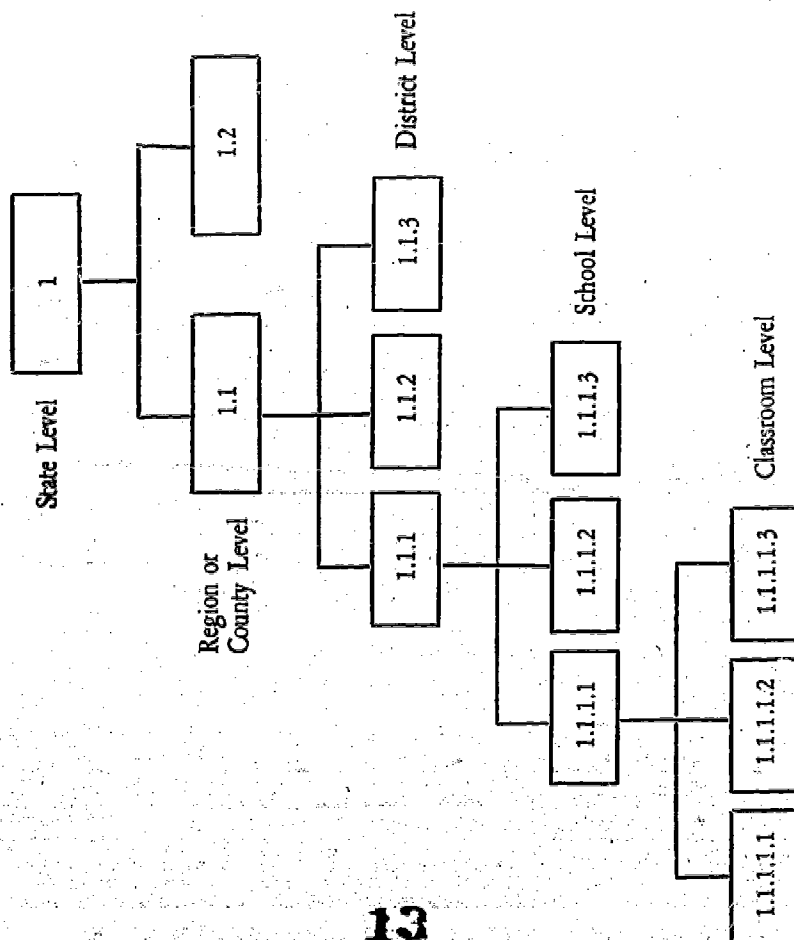 State Level
1
Region or
County Level
1.1
1.2
1.1.1
1.1.2
1.1.3
District Level
1.1.1.1
1.1.1.2
1.1.1.3
School Level
1.1.1.1.1
1.1.1.1.2
1.1.1.1.3
Classroom Level
13